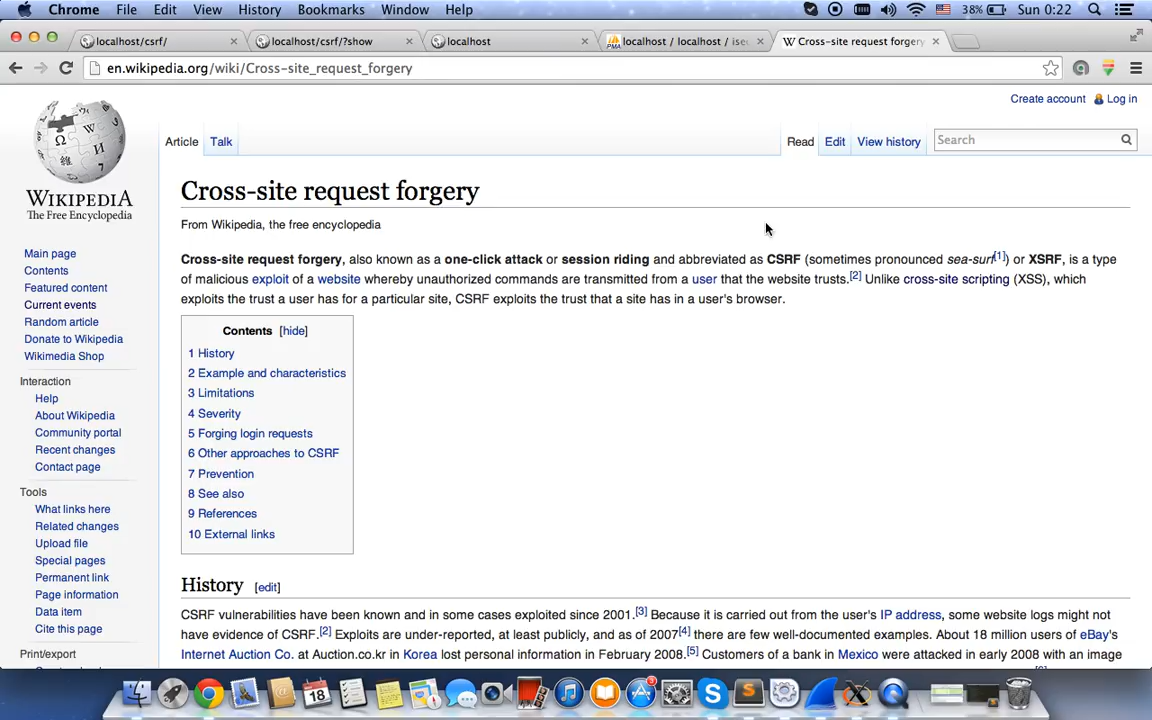 Chrome File Edit View History Bookmarks Window Help 38% Sun 0:22
localhost/csrf/ localhost/csrf/?show localhost localhost / localhost / ise Cross-site request forgery
en.wikipedia.org/wiki/Cross-site_request_forgery
Create account Log in
Article Talk Read Edit View history Search
WIKIPEDIA
The Free Encyclopedia
Main page
Contents
Featured content
Current events
Random article
Donate to Wikipedia
Wikimedia Shop
Interaction
Help
About Wikipedia
Community portal
Recent changes
Contact page
Tools
What links here
Related changes
Upload file
Special pages
Permanent link
Page information
Data item
Cite this page
Print/export
Cross-site request forgery
From Wikipedia, the free encyclopedia
Cross-site request forgery, also known as a one-click attack or session riding and abbreviated as CSRF (sometimes pronounced sea-surf[1]) or XSRF, is a type
of malicious exploit of a website whereby unauthorized commands are transmitted from a user that the website trusts.[2] Unlike cross-site scripting (XSS), which
exploits the trust a user has for a particular site, CSRF exploits the trust that a site has in a user's browser.
Contents [hide]
1 History
2 Example and characteristics
3 Limitations
4 Severity
5 Forging login requests
6 Other approaches to CSRF
7 Prevention
8 See also
9 References
10 External links
History [edit]
CSRF vulnerabilities have been known and in some cases exploited since 2001.[3] Because it is carried out from the user's IP address, some website logs might not
have evidence of CSRF.[2] Exploits are under-reported, at least publicly, and as of 2007[4] there are few well-documented examples. About 18 million users of eBay's
Internet Auction Co. at Auction.co.kr in Korea lost personal information in February 2008.[5] Customers of a bank in Mexico were attacked in early 2008 with an image
18
3